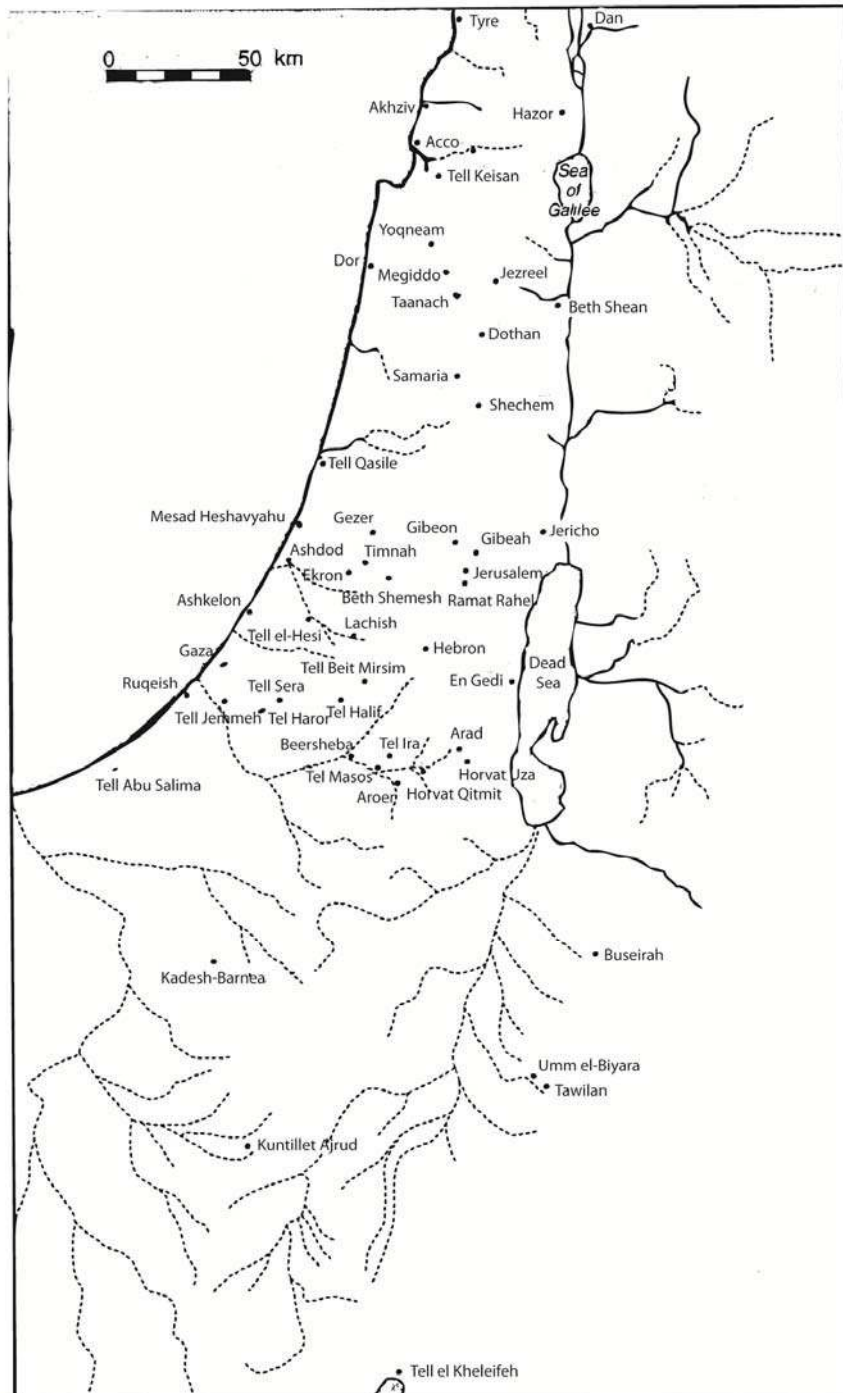 Tyre
Dan
0 50 km
Akhziv
Hazor
Acco
Tell Keisan
Sea
of
Galilee
Yoqneam
Dor
Megiddo
Jezreel
Taanach
Beth Shean
Dothan
Samaria
Shechem
Tell Qasile
Mesad Heshavyahu
Gezer
Gibeon
Gibeah
Jericho
Ashdod
Timnah
Ekron
Jerusalem
Beth Shemesh
Ramat Rahel
Ashkelon
Tell el-Hesi
Lachish
Gaza
Hebron
Dead
Sea
Tell Beit Mirsim
En Gedi
Ruqeish
Tell Sera
Tell Jemmeh
Tel Haror
Tel Halif
Beersheba
Tel Ira
Arad
Tell Abu Salima
Tel Masos
Horvat Uza
Aroer
Horvat Qitmit
Buseirah
Kadesh-Barnea
Umm el-Biyara
Tawilan
Kuntillet Ajrud
Tell el Kheleifeh